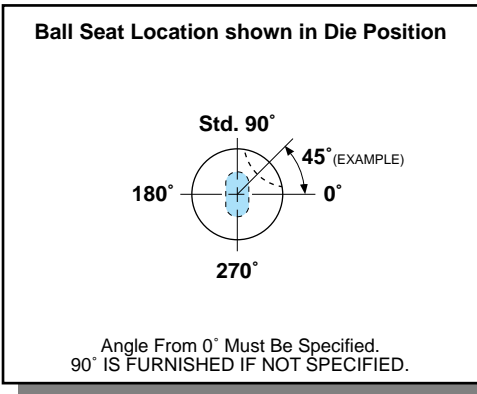 Ball Seat Location shown in Die Position
Std. 90˚
45˚(EXAMPLE)
180˚
0˚
270˚
Angle From 0˚ Must Be Specified.
90˚ IS FURNISHED IF NOT SPECIFIED.